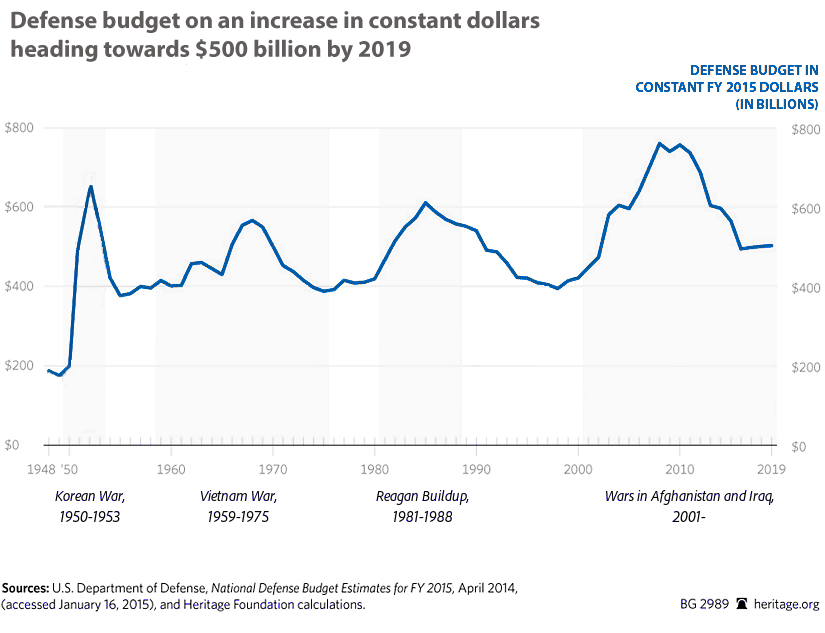 Defense budget on an increase in constant dollars
heading towards $500 billion by 2019
DEFENSE BUDGET IN
CONSTANT FY 2015 DOLLARS
(IN BILLIONS)
$800 $800
$600 $600
$400 $400
$200 $200
$0 $0
1948 '50 1960 1970 1980 1990 2000 2010 2019
Korean War, Vietnam War, Reagan Buildup, Wars in Afghanistan and Iraq,
1950-1953 1959-1975 1981-1988 2001-
Sources: U.S. Department of Defense, National Defense Budget Estimates for FY 2015, April 2014,
(accessed January 16, 2015), and Heritage Foundation calculations.
BG 2989 heritage.org